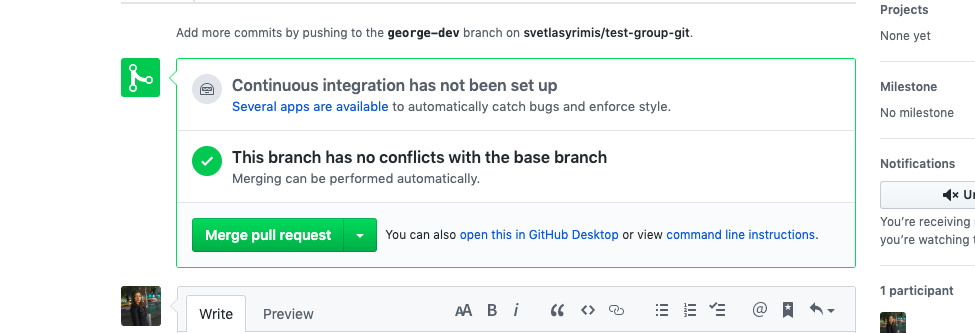 Projects
None yet
Add more commits by pushing to the george-dev branch on svetlasyrimis/test-group-git.
Continuous integration has not been set up
Several apps are available to automatically catch bugs and enforce style.
Milestone
No milestone
This branch has no conflicts with the base branch
Merging can be performed automatically.
Notifications
Merge pull request
You can also open this in GitHub Desktop or view command line instructions.
You're receiving
you're watching
1 participant
Write
Preview
AA B i
@